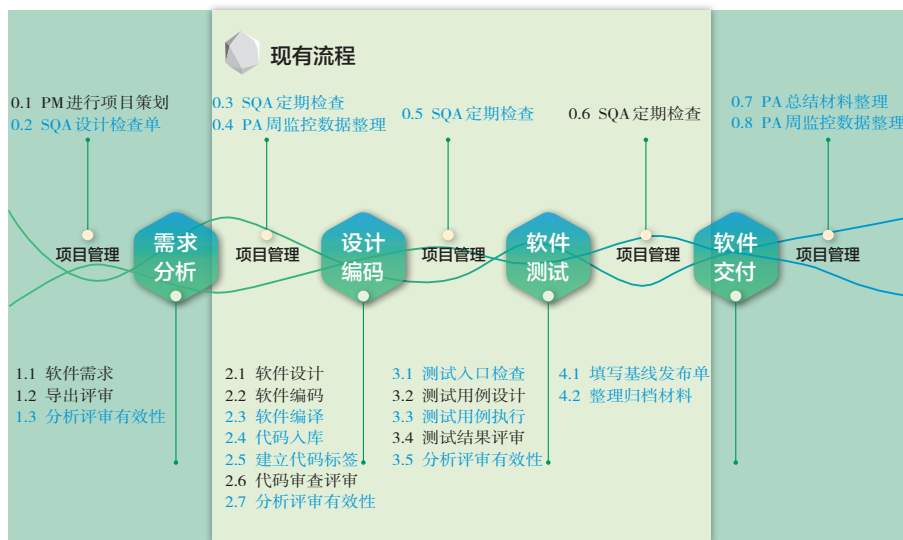 现有流程
0.1 PM进行项目策划
0.2 SQA设计检查单
0.3 SQA定期检查
0.4 PA周监控数据整理
0.5 SQA定期检查
0.6 SQA定期检查
0.7 PA总结材料整理
0.8 PA周监控数据整理
项目管理
需求
分析
项目管理
设计
编码
项目管理
软件
测试
项目管理
软件
交付
项目管理
1.1 软件需求
1.2 导出评审
1.3 分析评审有效性
2.1 软件设计
2.2 软件编码
2.3 软件编译
2.4 代码入库
2.5 建立代码标签
2.6 代码审查评审
2.7 分析评审有效性
3.1 测试入口检查
3.2 测试用例设计
3.3 测试用例执行
3.4 测试结果评审
3.5 分析评审有效性
4.1 填写基线发布单
4.2 整理归档材料